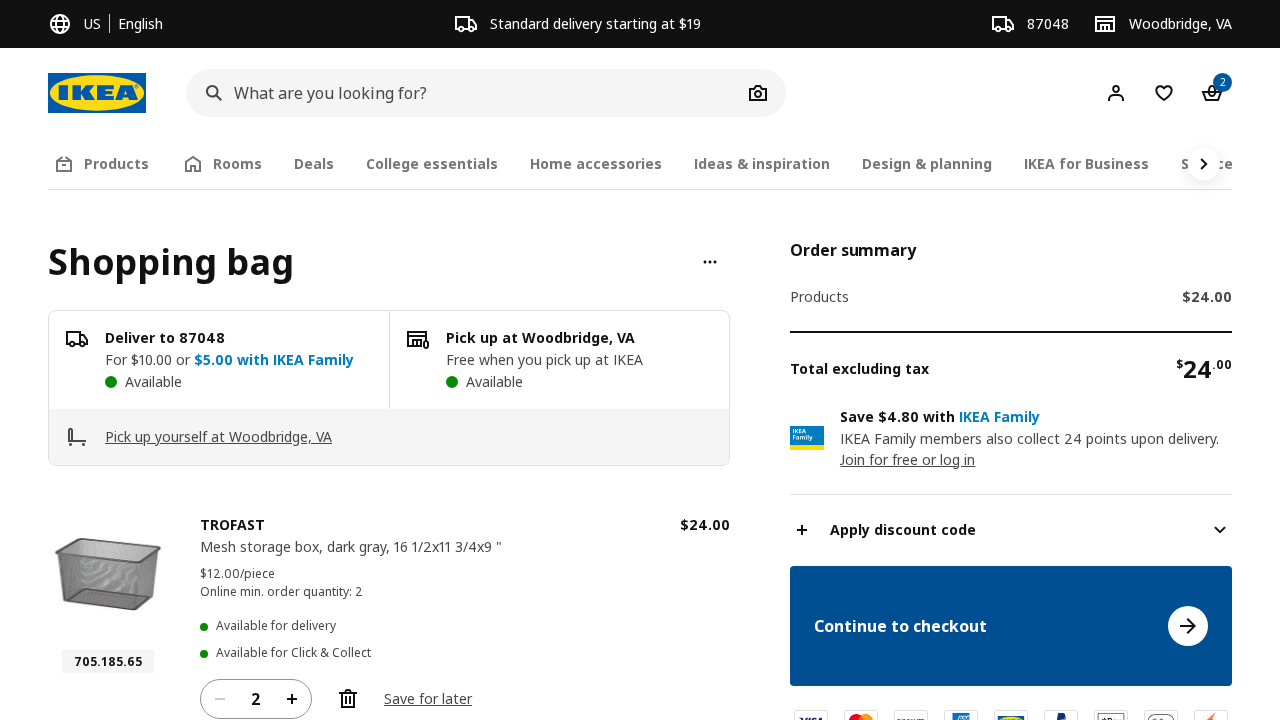 US
English
Standard delivery starting at $19
87048
Woodbridge, VA
IKEA
What are you looking for?
2
Products
Rooms
Deals
College essentials
Home accessories
Ideas & inspiration
Design & planning
IKEA for Business
Shopping bag
Deliver to 87048
For $10.00 or $5.00 with IKEA Family
Available
Pick up at Woodbridge, VA
Free when you pick up at IKEA
Available
Pick up yourself at Woodbridge, VA
TROFAST
$24.00
Mesh storage box, dark gray, 16 1/2x11 3/4x9 "
$12.00/piece
Online min. order quantity: 2
Available for delivery
Available for Click & Collect
705.185.65
2
Save for later
Order summary
Products
$24.00
Total excluding tax
$24.00
IKEA
Family
Save $4.80 with IKEA Family
IKEA Family members also collect 24 points upon delivery.
Join for free or log in
Apply discount code
Continue to checkout
VISA